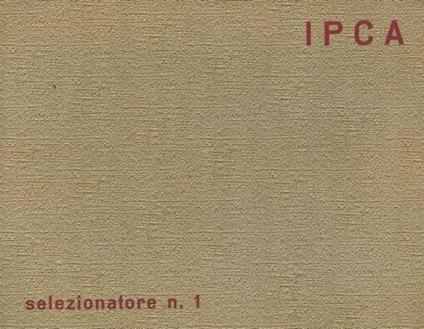 IPCA
selezionatore n. 1